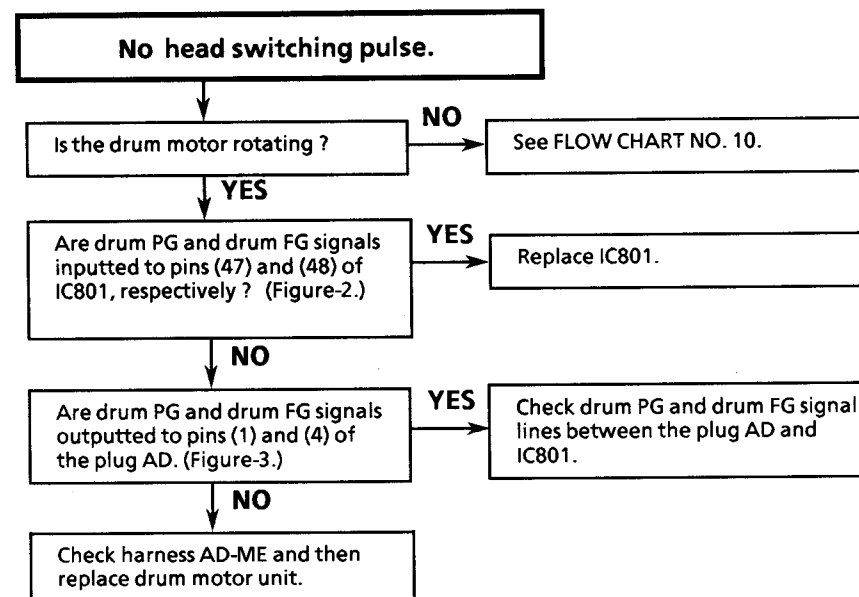 No head switching pulse.
Is the drum motor rotating ?
NO
See FLOW CHART NO. 10.
YES
Are drum PG and drum FG signals
inputted to pins (47) and (48) of
IC801, respectively ? (Figure-2.)
YES
Replace IC801.
NO
Are drum PG and drum FG signals
outputted to pins (1) and (4) of
the plug AD. (Figure-3.)
YES
Check drum PG and drum FG signal
lines between the plug AD and
IC801.
NO
Check harness AD-ME and then
replace drum motor unit.